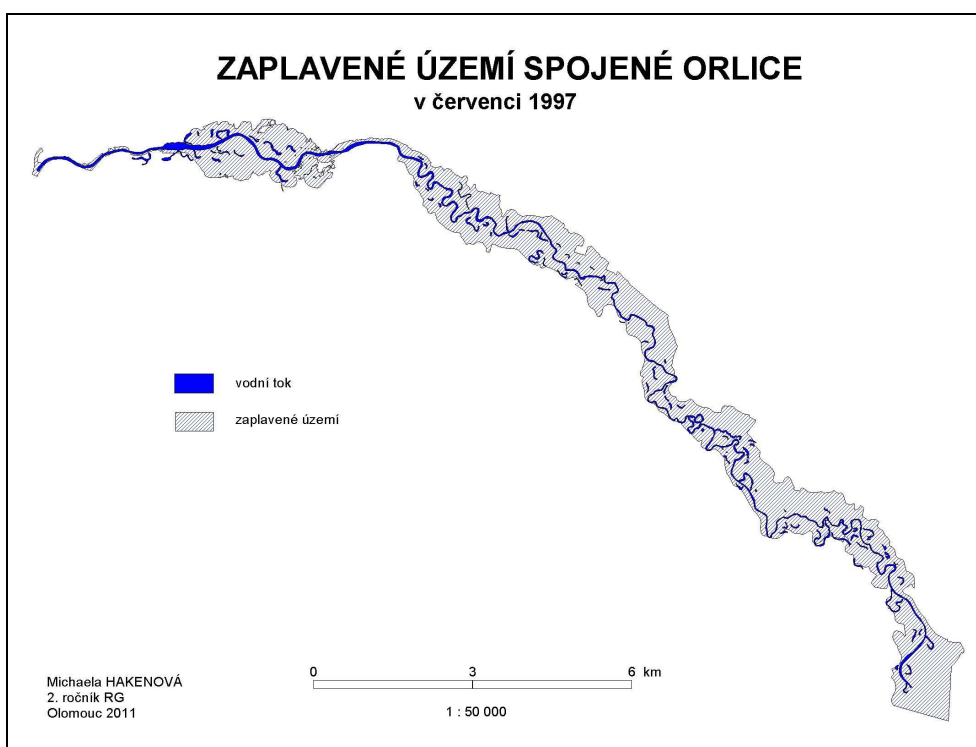 ZAPLAVENÉ ÚZEMÍ SPOJENÉ ORLICE
v červenci 1997
vodní tok
zaplavené území
0 3 6 km
1 : 50 000
Michaela HAKENOVÁ
2. ročník RG
Olomouc 2011